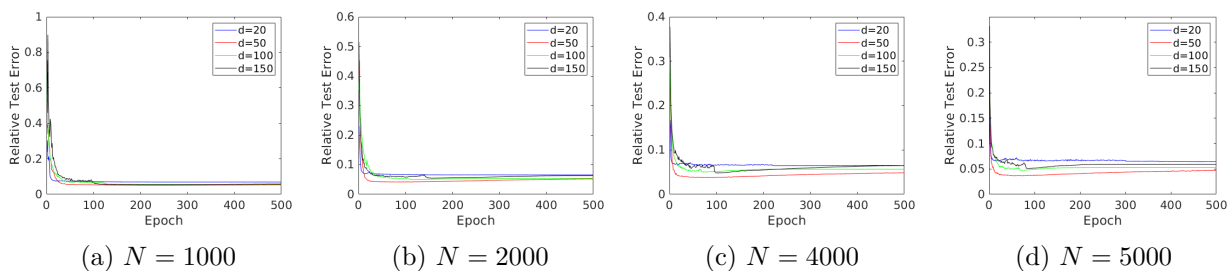 Relative Test Error
1
0.8
0.6
0.4
0.2
0
0 100 200 300 400 500
Epoch
d=20
d=50
d=100
d=150
(a) N = 1000
Relative Test Error
0.6
0.5
0.4
0.3
0.2
0.1
0
0 100 200 300 400 500
Epoch
d=20
d=50
d=100
d=150
(b) N = 2000
Relative Test Error
0.4
0.3
0.2
0.1
0
0 100 200 300 400 500
Epoch
d=20
d=50
d=100
d=150
(c) N = 4000
Relative Test Error
0.3
0.25
0.2
0.15
0.1
0.05
0
0 100 200 300 400 500
Epoch
d=20
d=50
d=100
d=150
(d) N = 5000